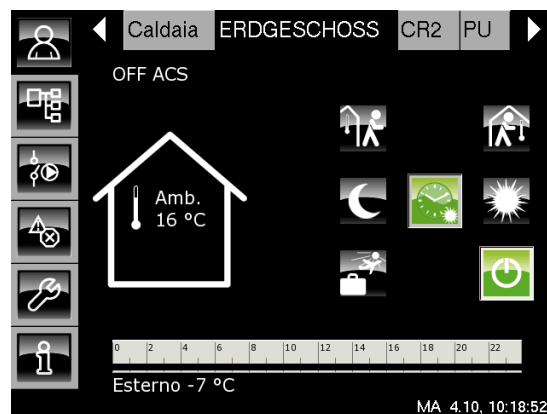 Caldaia ERDGESCHOSS CR2 PU
OFF ACS
Amb.
16 °C
0 2 4 6 8 10 12 14 16 18 20 22
Esterno -7 °C
MA 4.10, 10:18:52